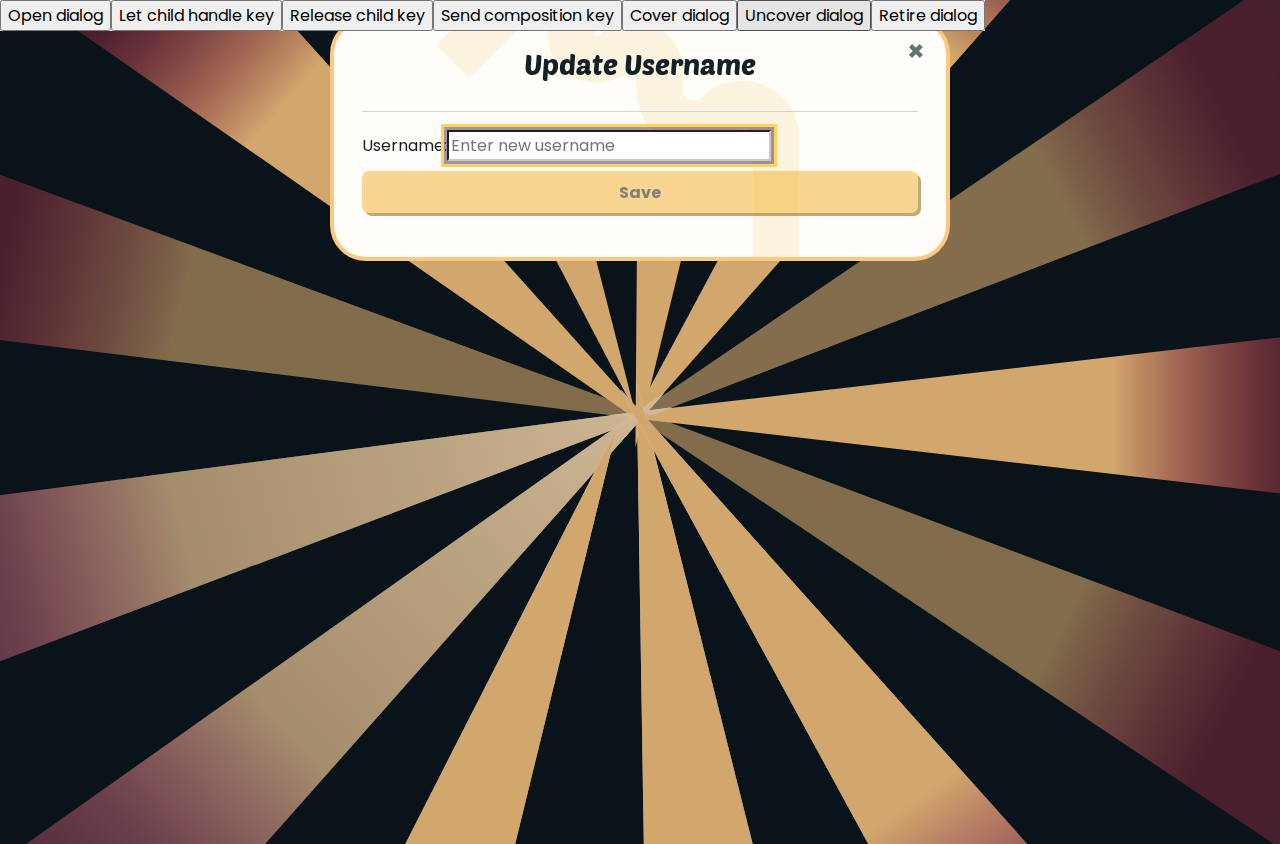 Open dialog Let child handle key Release child key Send composition key Cover dialog Uncover dialog Retire dialog
Update Username
✖
Username: Enter new username
Save